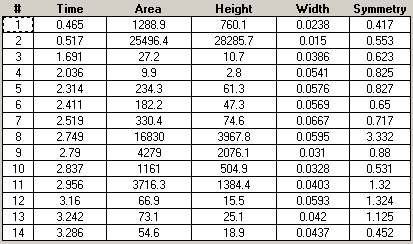 # Time Area Height Width Symmetry
1 0.465 1288.9 760.1 0.0238 0.417
2 0.517 25496.4 28285.7 0.015 0.553
3 1.691 27.2 10.7 0.0386 0.623
4 2.036 9.9 2.8 0.0541 0.825
5 2.314 234.3 61.3 0.0576 0.827
6 2.411 182.2 47.3 0.0569 0.65
7 2.519 330.4 74.6 0.0667 0.717
8 2.749 16830 3967.8 0.0595 3.332
9 2.79 4279 2076.1 0.031 0.88
10 2.837 1161 504.9 0.0328 0.531
11 2.956 3716.3 1384.4 0.0403 1.32
12 3.16 66.9 15.5 0.0593 1.324
13 3.242 73.1 25.1 0.042 1.125
14 3.286 54.6 18.9 0.0437 0.452